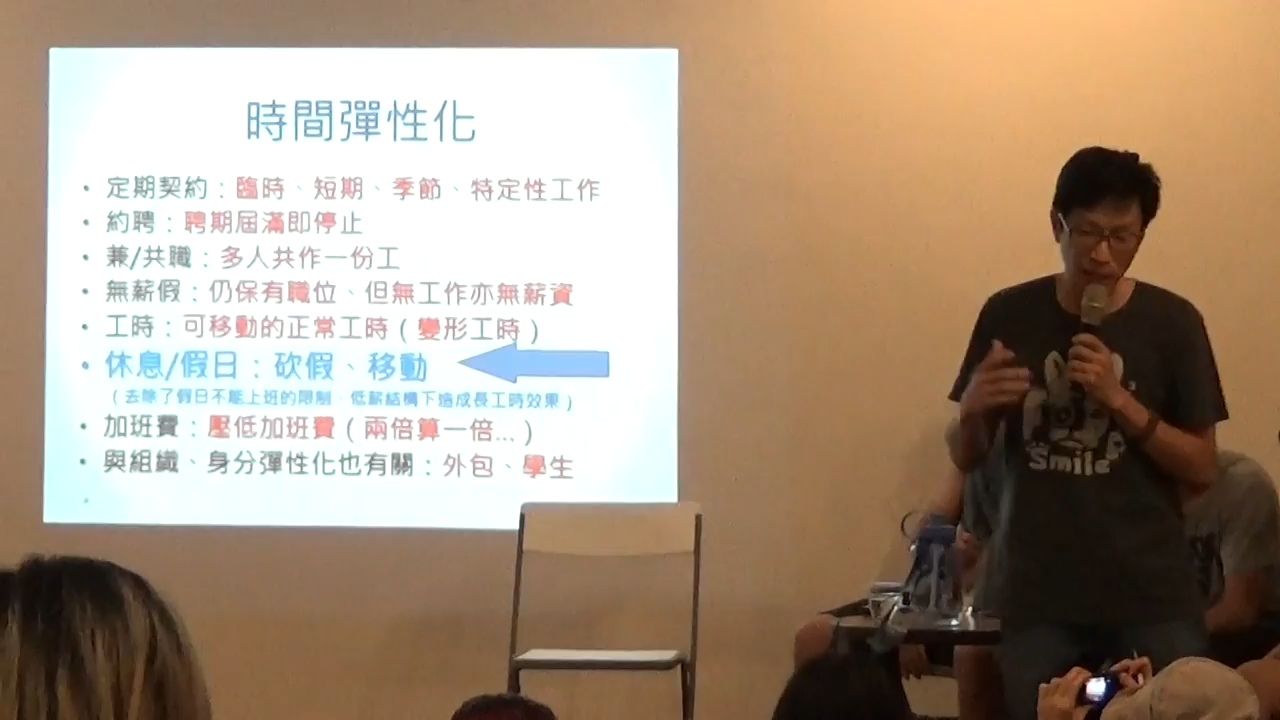 時間彈性化
• 定期契約：臨時、短期、季節、特定性工作
• 約聘：聘期屆滿即停止
• 兼/共職：多人共作一份工
• 無薪假：仍保有職位、但無工作亦無薪資
• 工時：可移動的正常工時（變形工時）
• 休息/假日：砍假、移動
（去除了假日不能上班的限制、低薪結構下造成長工時效果）
• 加班費：壓低加班費（兩倍算一倍...）
• 與組織、身分彈性化也有關：外包、學生
Smile